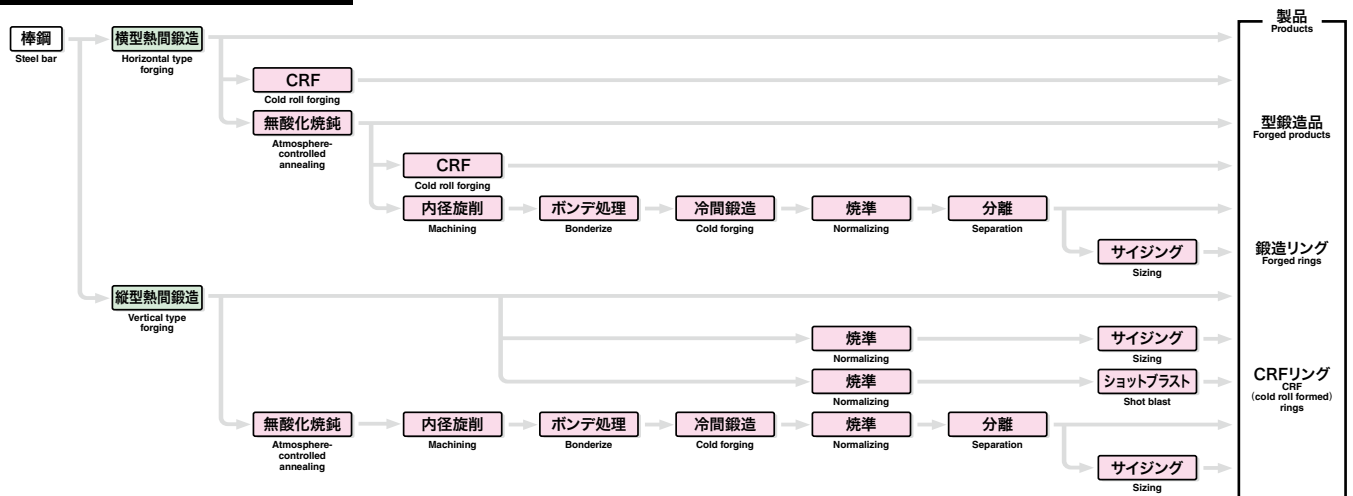 製品
Products
棒鋼
Steel bar
横型熱間鍛造
Horizontal type
forging
CRF
Cold roll forging
無酸化焼鈍
Atmosphere-
controlled
annealing
型鍛造品
Forged products
CRF
Cold roll forging
内径旋削
Machining
ボンデ処理
Bonderize
冷間鍛造
Cold forging
焼準
Normalizing
分離
Separation
サイジング
Sizing
鍛造リング
Forged rings
縦型熱間鍛造
Vertical type
forging
焼準
Normalizing
サイジング
Sizing
焼準
Normalizing
ショットブラスト
Shot blast
CRFリング
CRF
(cold roll formed)
rings
無酸化焼鈍
Atmosphere-
controlled
annealing
内径旋削
Machining
ボンデ処理
Bonderize
冷間鍛造
Cold forging
焼準
Normalizing
分離
Separation
サイジング
Sizing